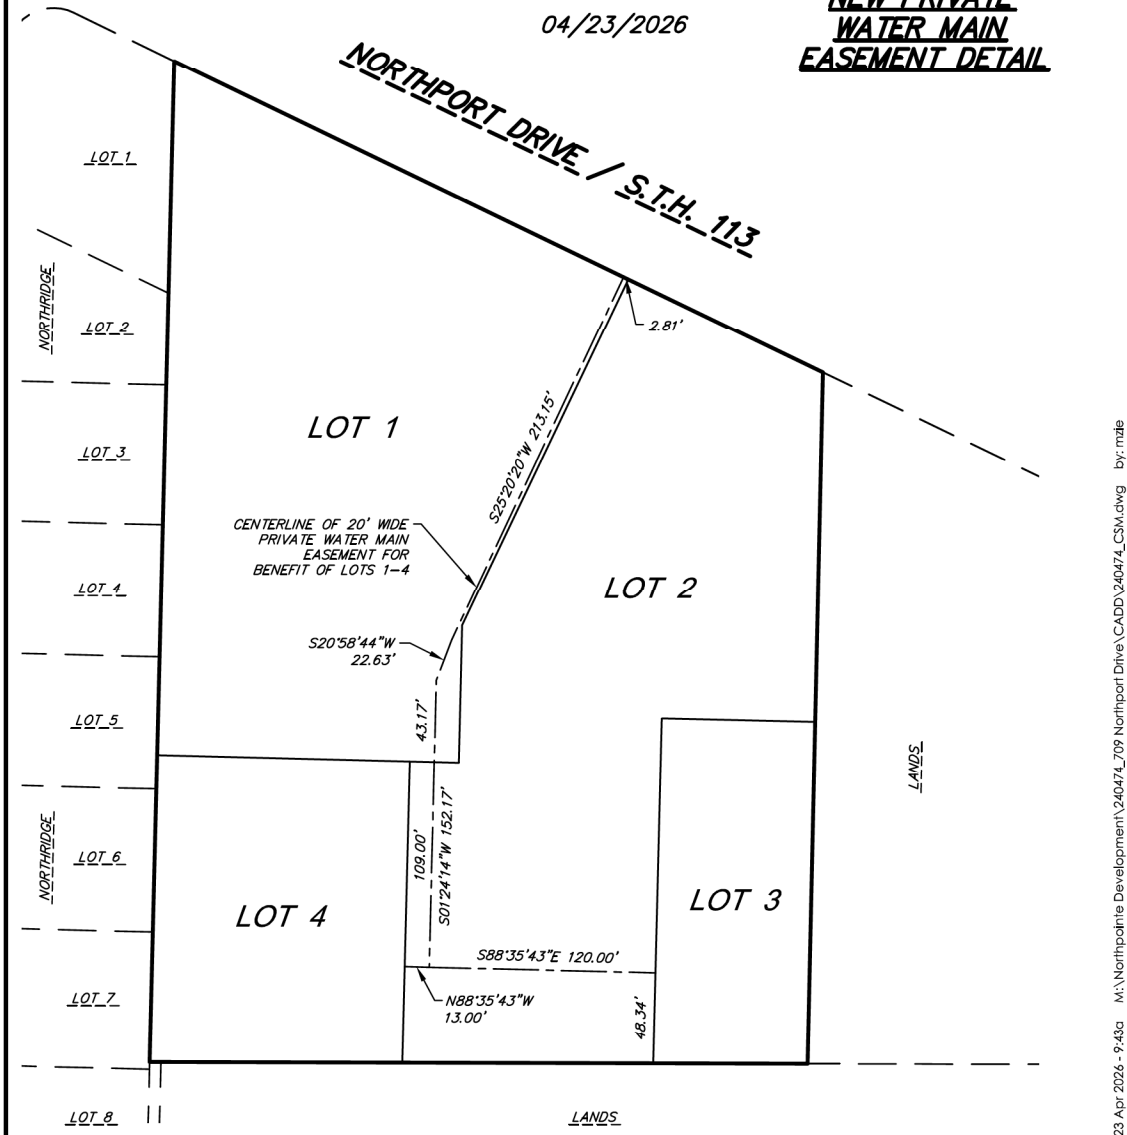 04/23/2026
NEW PRIVATE
WATER MAIN
EASEMENT DETAIL
NORTHPORT DRIVE / S.T.H. 113
LOT 1
NORTHRIDGE
LOT 2
2.81'
LOT 1
S25°20'20"W 213.15'
LOT 3
CENTERLINE OF 20' WIDE
PRIVATE WATER MAIN
EASEMENT FOR
BENEFIT OF LOTS 1-4
LOT 4
LOT 2
S20°58'44"W
22.63'
LOT 5
43.17'
LANDS
NORTHRIDGE
LOT 6
109.00'
S01°24'14"W 152.17'
LOT 4
LOT 3
S88°35'43"E 120.00'
LOT 7
N88°35'43"W
13.00'
48.34'
LOT 8
LANDS
23 Apr 2026 - 9:43a M:\Northpointe Development\240474_709 Northport Drive\CADD\240474_CSM.dwg by: mzie